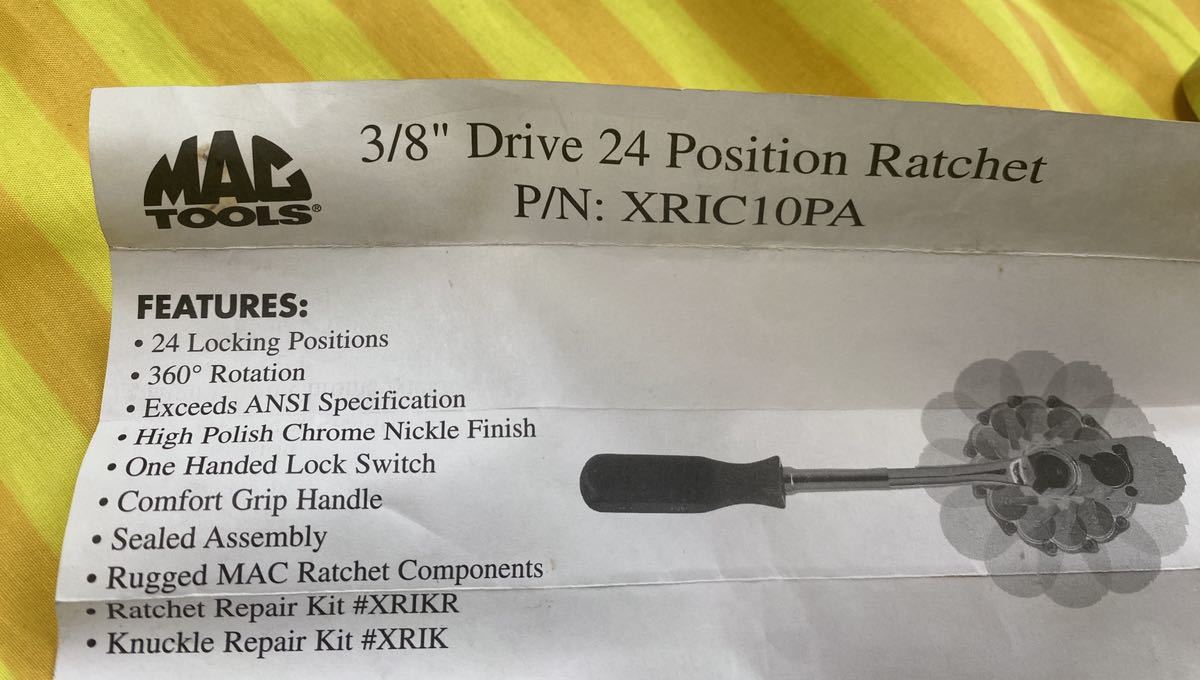 MAC
TOOLS®
3/8" Drive 24 Position Ratchet
P/N: XRIC10PA
FEATURES:
• 24 Locking Positions
• 360° Rotation
• Exceeds ANSI Specification
• High Polish Chrome Nickle Finish
• One Handed Lock Switch
• Comfort Grip Handle
• Sealed Assembly
• Rugged MAC Ratchet Components
• Ratchet Repair Kit #XRIKR
• Knuckle Repair Kit #XRIK